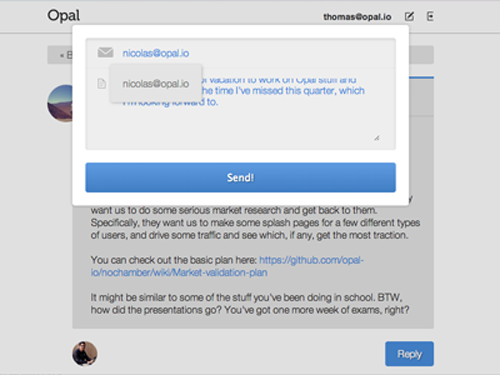 Opal
thomas@opal.io
« B
nicolas@opal.io
nicolas@opal.io
of vacation to work on Opal stuff and
the time I've missed this quarter, which
I'm looking forward to.
Send!
want us to do some serious market research and get back to them.
Specifically, they want us to make some splash pages for a few different types
of users, and drive some traffic and see which, if any, get the most traction.
You can check out the basic plan here: https://github.com/opal-
io/nochamber/wiki/Market-validation-plan
It might be similar to some of the stuff you've been doing in school. BTW,
how did the presentations go? You've got one more week of exams, right?
Reply